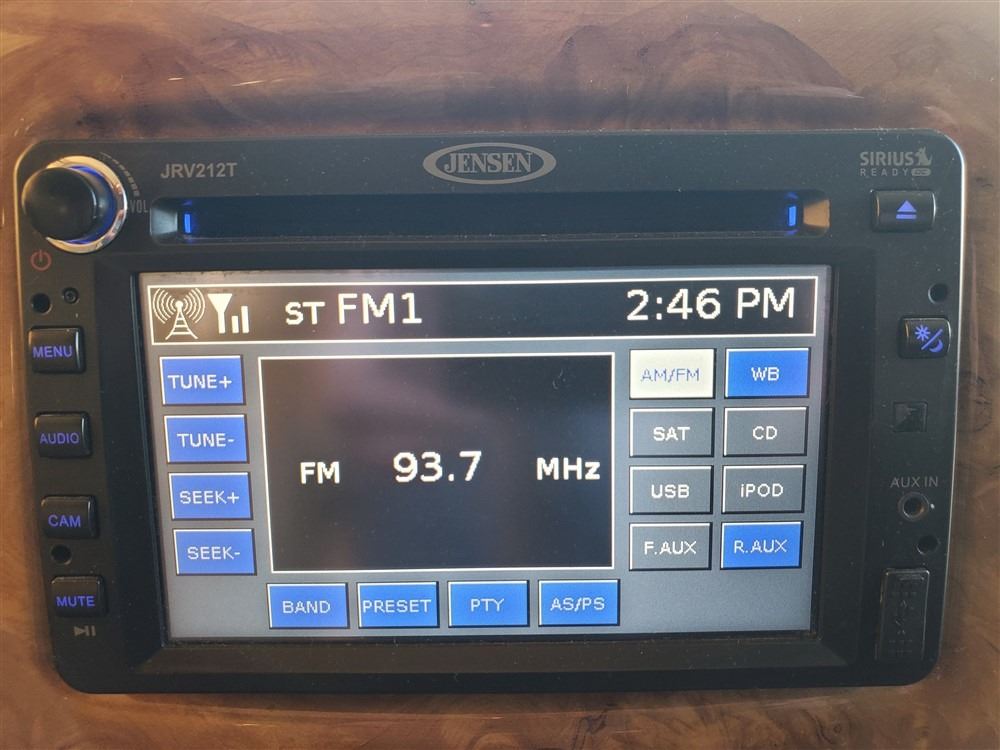 JRV212T
JENSEN
SIRIUS
READY
VOL
ST FM1
2:46 PM
MENU
AUDIO
CAM
MUTE
TUNE+
TUNE-
SEEK+
SEEK-
FM 93.7 MHz
AM/FM WB
SAT CD
USB iPOD
F.AUX R.AUX
BAND PRESET PTY AS/PS
AUX IN